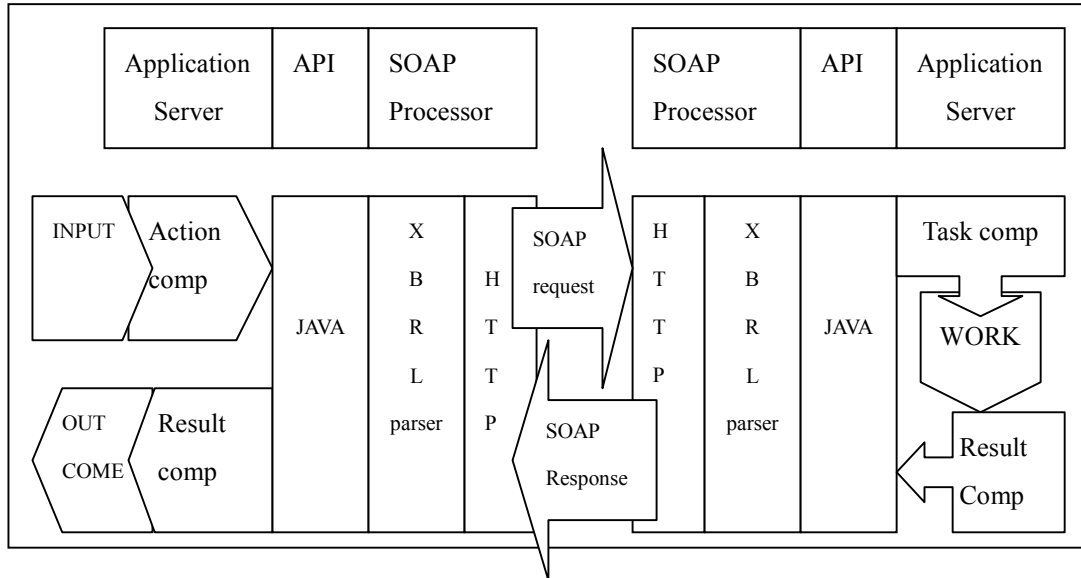 Application
Server
API
SOAP
Processor
SOAP
Processor
API
Application
Server
INPUT
Action
comp
JAVA
X
B
R
L
parser
H
T
T
P
SOAP
request
H
T
T
P
X
B
R
L
parser
JAVA
Task comp
WORK
OUT
COME
Result
comp
SOAP
Response
Result
Comp